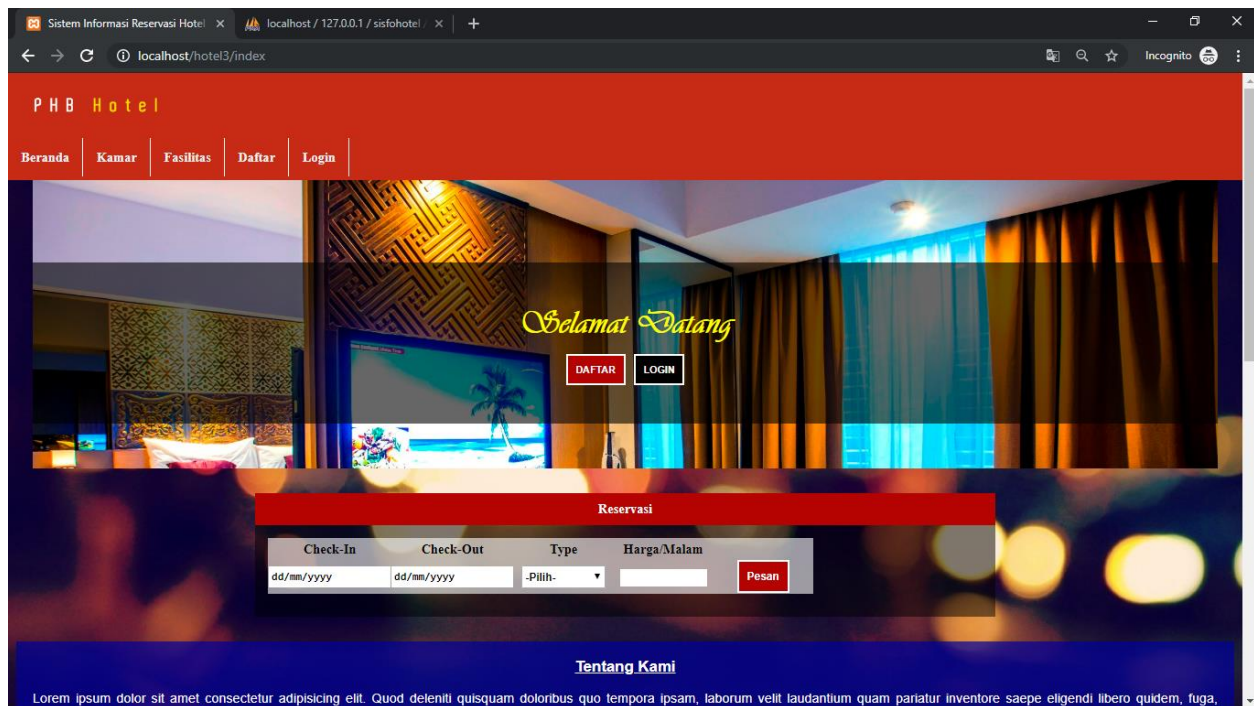 Sistem Informasi Reservasi Hotel
localhost / 127.0.0.1 / sisfohotel /
localhost/hotel3/index
Incognito
PHB Hotel
Beranda Kamar Fasilitas Daftar Login
Selamat Datang
DAFTAR LOGIN
Reservasi
Check-In Check-Out Type Harga/Malam
dd/mm/yyyy dd/mm/yyyy -Pilih- Pesan
Tentang Kami
Lorem ipsum dolor sit amet consectetur adipisicing elit. Quod deleniti quisquam doloribus quo tempora ipsam, laborum velit laudantium quam pariatur inventore saepe eligendi libero quidem, fuga,